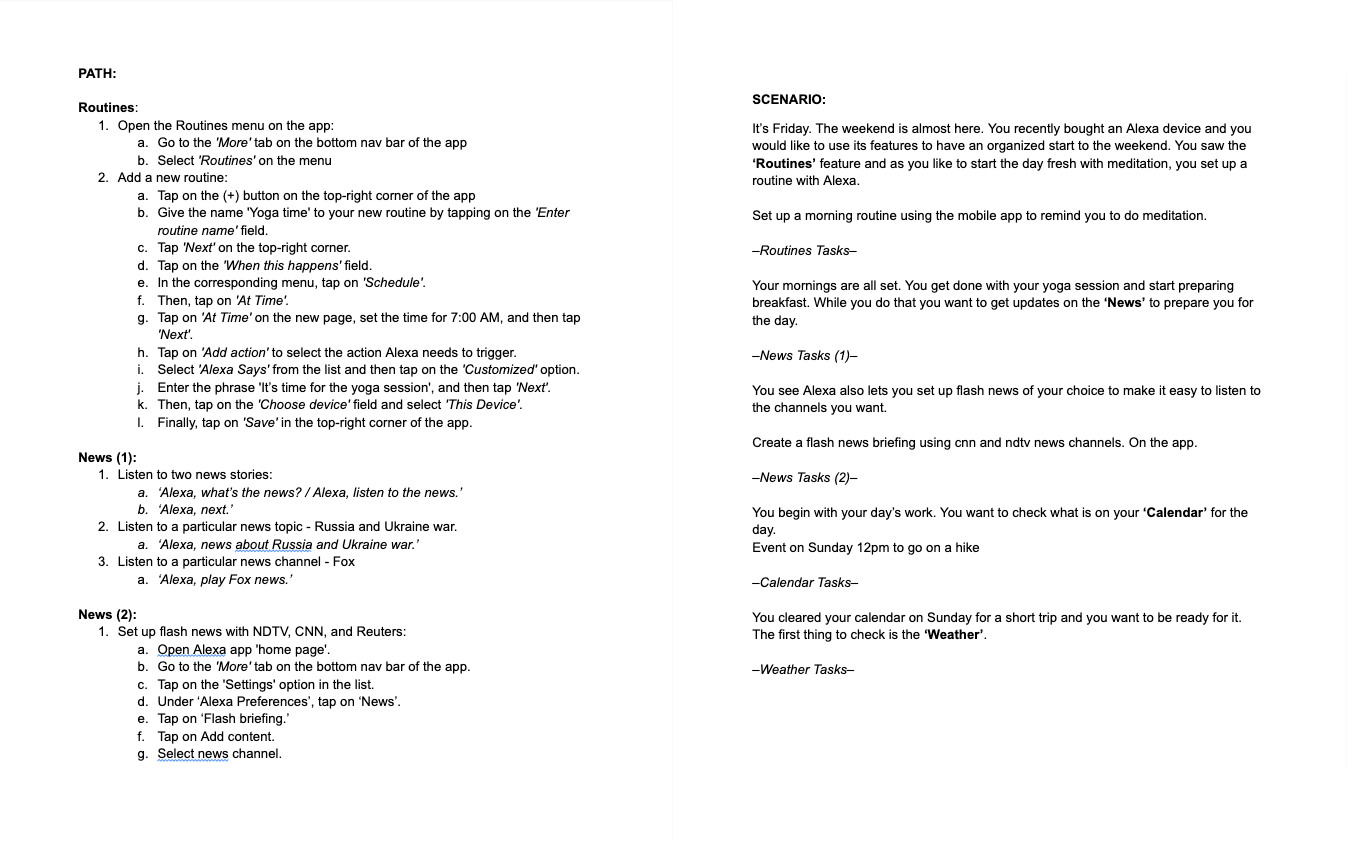 PATH:
Routines:
1. Open the Routines menu on the app:
a. Go to the 'More' tab on the bottom nav bar of the app
b. Select 'Routines' on the menu
2. Add a new routine:
a. Tap on the (+) button on the top-right corner of the app
b. Give the name 'Yoga time' to your new routine by tapping on the 'Enter
routine name' field.
c. Tap 'Next' on the top-right corner.
d. Tap on the 'When this happens' field.
e. In the corresponding menu, tap on 'Schedule'.
f. Then, tap on 'At Time'.
g. Tap on 'At Time' on the new page, set the time for 7:00 AM, and then tap
'Next'.
h. Tap on 'Add action' to select the action Alexa needs to trigger.
i. Select 'Alexa Says' from the list and then tap on the 'Customized' option.
j. Enter the phrase 'It's time for the yoga session', and then tap 'Next'.
k. Then, tap on the 'Choose device' field and select 'This Device'.
l. Finally, tap on 'Save' in the top-right corner of the app.
News (1):
1. Listen to two news stories:
a. ‘Alexa, what’s the news? / Alexa, listen to the news.’
b. ‘Alexa, next.’
2. Listen to a particular news topic - Russia and Ukraine war.
a. ‘Alexa, news about Russia and Ukraine war.’
3. Listen to a particular news channel - Fox
a. ‘Alexa, play Fox news.’
News (2):
1. Set up flash news with NDTV, CNN, and Reuters:
a. Open Alexa app 'home page'.
b. Go to the 'More' tab on the bottom nav bar of the app.
c. Tap on the 'Settings' option in the list.
d. Under ‘Alexa Preferences’, tap on ‘News’.
e. Tap on ‘Flash briefing.’
f. Tap on Add content.
g. Select news channel.
SCENARIO:
It’s Friday. The weekend is almost here. You recently bought an Alexa device and you
would like to use its features to have an organized start to the weekend. You saw the
‘Routines’ feature and as you like to start the day fresh with meditation, you set up a
routine with Alexa.
Set up a morning routine using the mobile app to remind you to do meditation.
–Routines Tasks–
Your mornings are all set. You get done with your yoga session and start preparing
breakfast. While you do that you want to get updates on the ‘News’ to prepare you for
the day.
–News Tasks (1)–
You see Alexa also lets you set up flash news of your choice to make it easy to listen to
the channels you want.
Create a flash news briefing using cnn and ndtv news channels. On the app.
–News Tasks (2)–
You begin with your day’s work. You want to check what is on your ‘Calendar’ for the
day.
Event on Sunday 12pm to go on a hike
–Calendar Tasks–
You cleared your calendar on Sunday for a short trip and you want to be ready for it.
The first thing to check is the ‘Weather’.
–Weather Tasks–